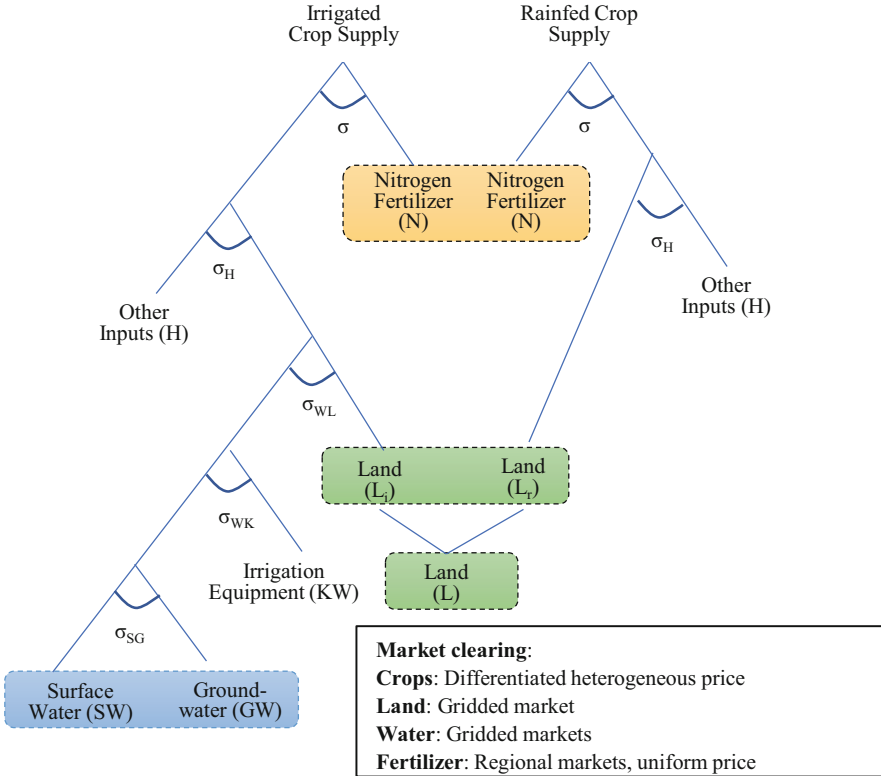 Irrigated
Crop Supply
Rainfed Crop
Supply
σ
σ
Nitrogen
Fertilizer
(N)
Nitrogen
Fertilizer
(N)
σH
σH
Other
Inputs (H)
Other
Inputs (H)
σWL
Land
(Li)
Land
(Lr)
σWK
Irrigation
Equipment (KW)
Land
(L)
σSG
Surface
Water (SW)
Ground-
water (GW)
Market clearing:
Crops: Differentiated heterogeneous price
Land: Gridded market
Water: Gridded markets
Fertilizer: Regional markets, uniform price